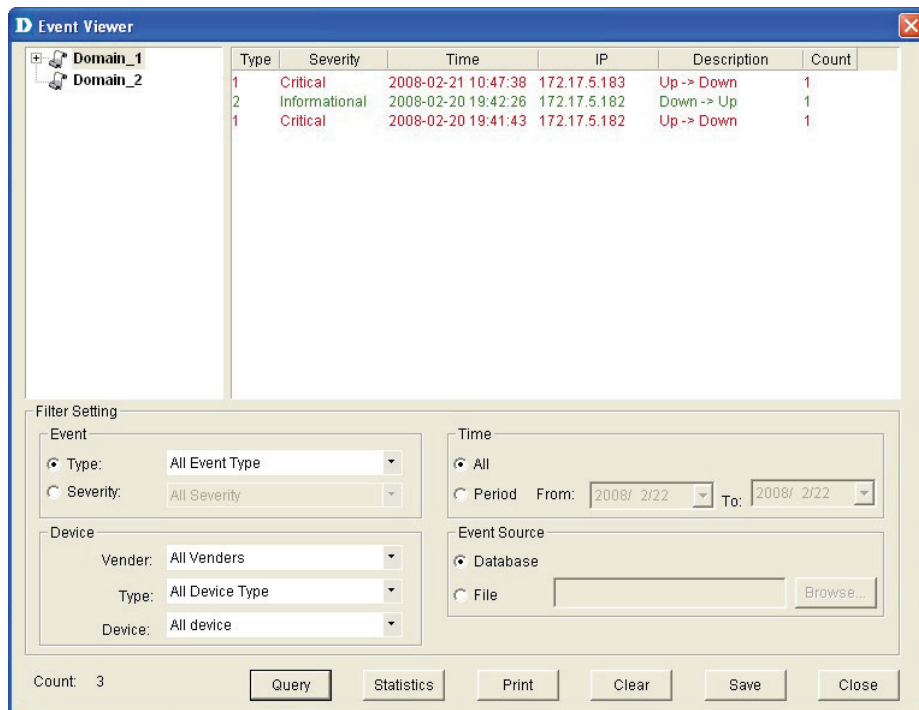 D Event Viewer
Domain_1
Domain_2
Type Severity Time IP Description Count
1 Critical 2008-02-21 10:47:38 172.17.5.183 Up -> Down 1
2 Informational 2008-02-20 19:42:26 172.17.5.182 Down -> Up 1
1 Critical 2008-02-20 19:41:43 172.17.5.182 Up -> Down 1
Filter Setting
Event
Type: All Event Type
Severity: All Severity
Time
All
Period From: 2008/ 2/22 To: 2008/ 2/22
Device
Vender: All Venders
Type: All Device Type
Device: All device
Event Source
Database
File Browse...
Count: 3 Query Statistics Print Clear Save Close